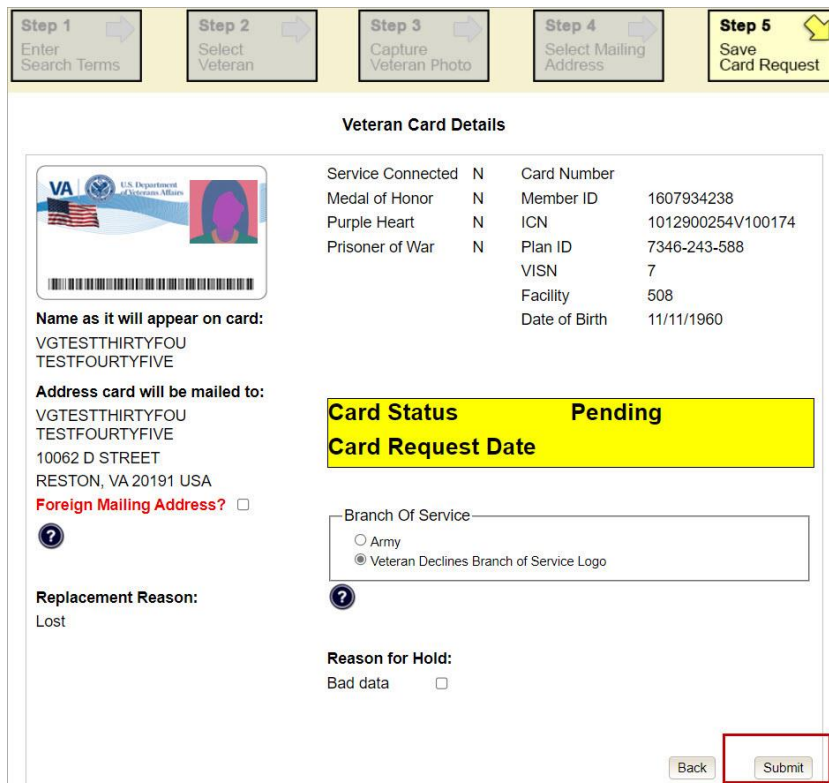 Step 1
Enter
Search Terms
Step 2
Select
Veteran
Step 3
Capture
Veteran Photo
Step 4
Select Mailing
Address
Step 5
Save
Card Request
Veteran Card Details
VA
U.S. Department
of Veterans Affairs
Name as it will appear on card:
VGTESTTHIRTYFOU
TESTFOURTYFIVE
Address card will be mailed to:
VGTESTTHIRTYFOU
TESTFOURTYFIVE
10062 D STREET
RESTON, VA 20191 USA
Foreign Mailing Address?
?
Replacement Reason:
Lost
Service Connected N
Medal of Honor N
Purple Heart N
Prisoner of War N
Card Number
Member ID 1607934238
ICN 1012900254V100174
Plan ID 7346-243-588
VISN 7
Facility 508
Date of Birth 11/11/1960
Card Status Pending
Card Request Date
Branch Of Service
Army
Veteran Declines Branch of Service Logo
?
Reason for Hold:
Bad data
Back Submit